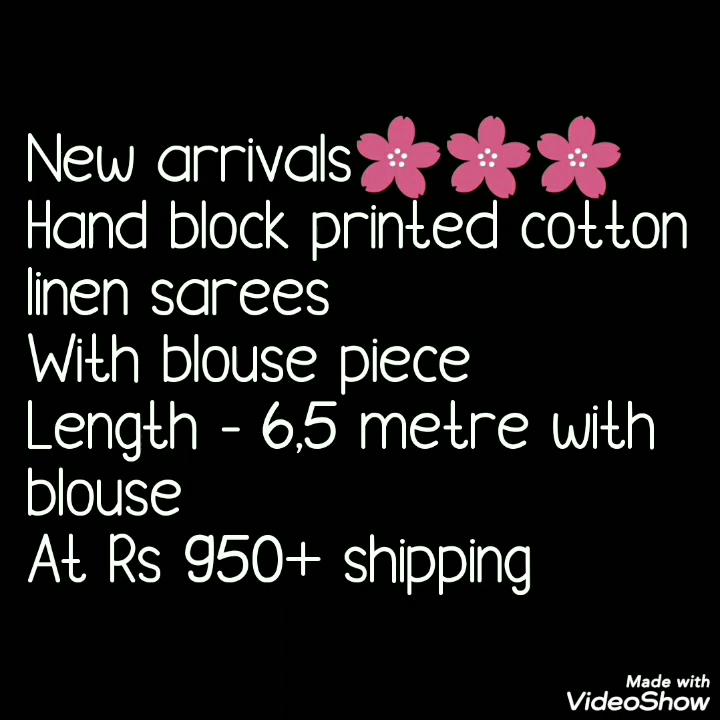 New arrivals🌸🌸🌸
Hand block printed cotton
linen sarees
With blouse piece
Length - 6,5 metre with
blouse
At Rs 950+ shipping
Made with
VideoShow